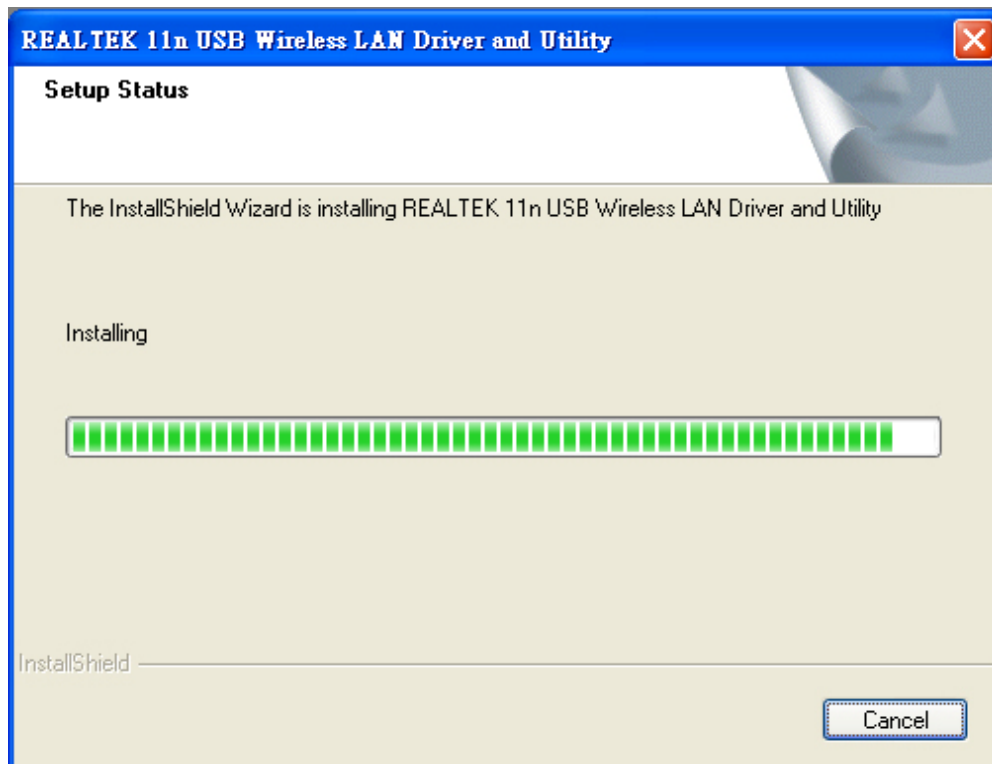 REALTEK 11n USB Wireless LAN Driver and Utility
Setup Status
The InstallShield Wizard is installing REALTEK 11n USB Wireless LAN Driver and Utility
Installing
InstallShield
Cancel